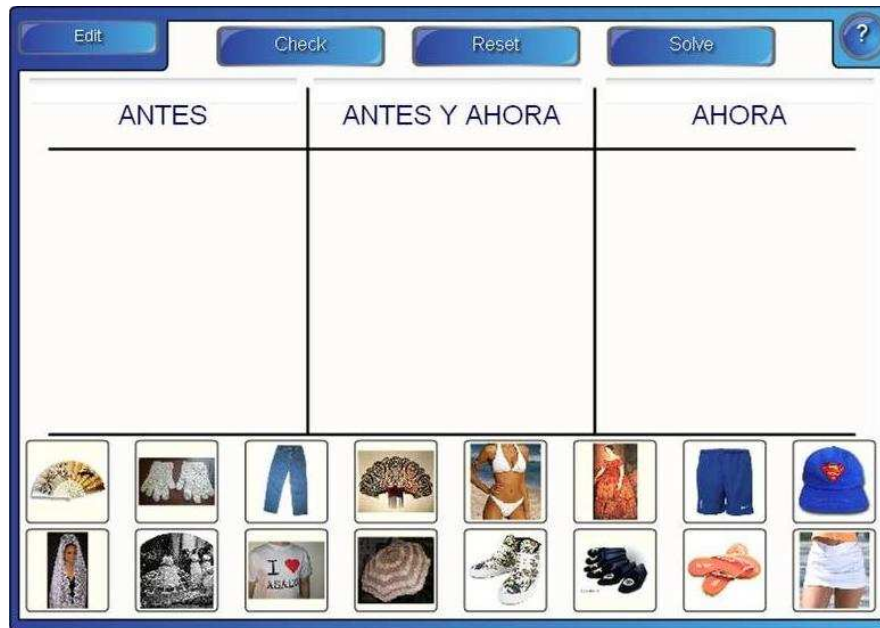 Edit
Check
Reset
Solve
?
ANTES
ANTES Y AHORA
AHORA
I ❤